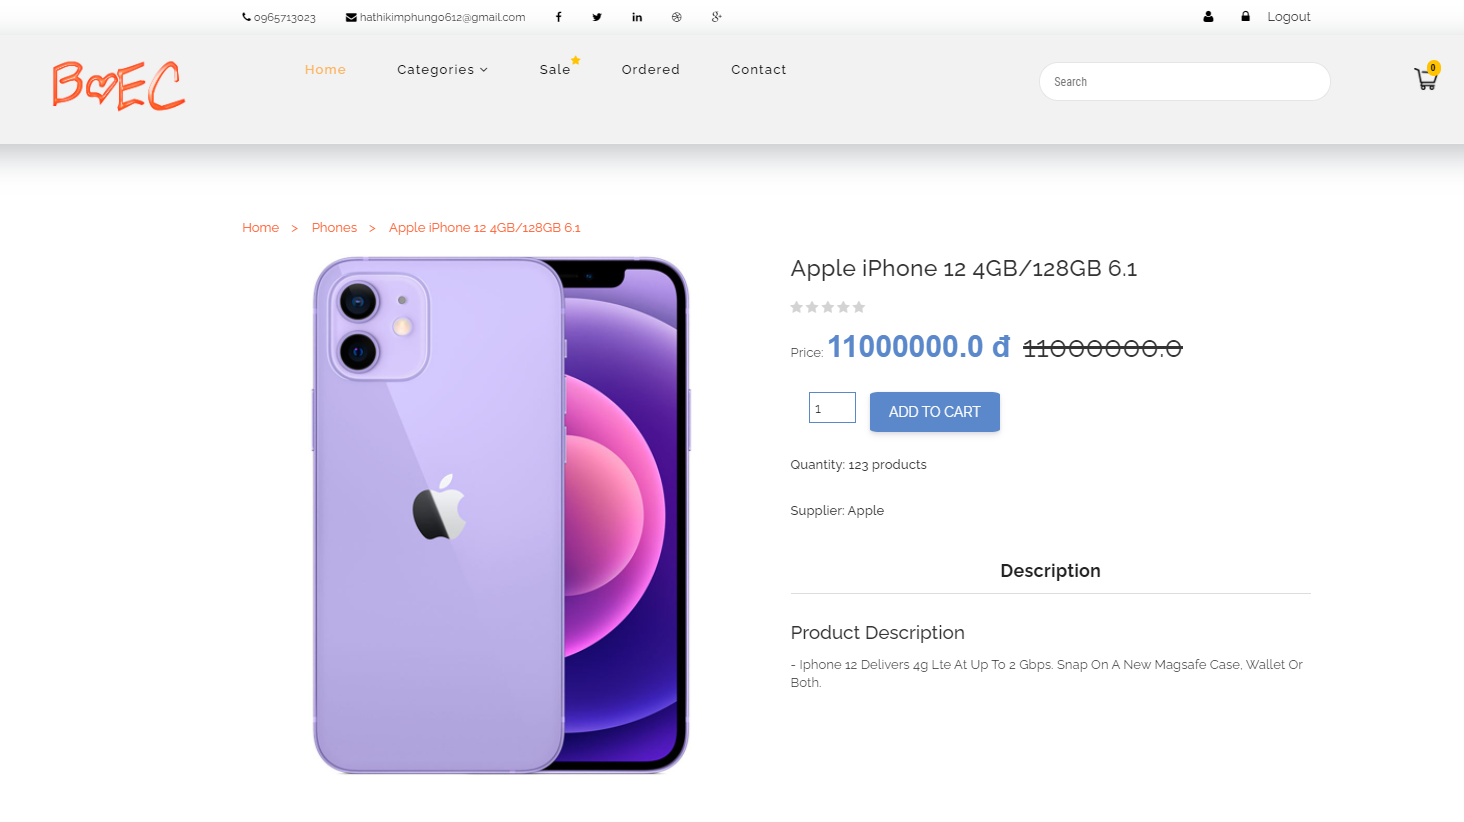 0965713023 hathikimphung0612@gmail.com Logout
BOEC
Home Categories Sale Ordered Contact
Search
0
Home > Phones > Apple iPhone 12 4GB/128GB 6.1
Apple iPhone 12 4GB/128GB 6.1
Price: 11000000.0 đ 11000000.0
1
ADD TO CART
Quantity: 123 products
Supplier: Apple
Description
Product Description
- Iphone 12 Delivers 4g Lte At Up To 2 Gbps. Snap On A New Magsafe Case, Wallet Or
Both.